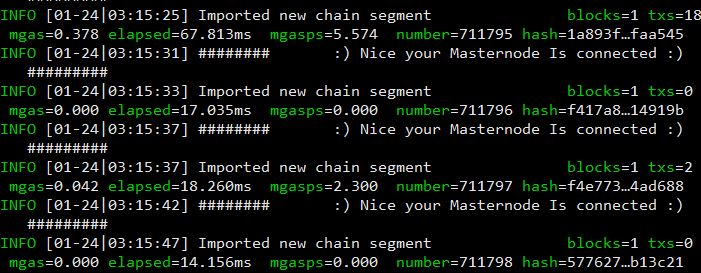 INFO [01-24|03:15:25] Imported new chain segment blocks=1 txs=18
mgas=0.378 elapsed=67.813ms mgasps=5.574 number=711795 hash=1a893f…faa545
INFO [01-24|03:15:31] ######## :) Nice your Masternode Is connected :)
#########
INFO [01-24|03:15:33] Imported new chain segment blocks=1 txs=0
mgas=0.000 elapsed=17.035ms mgasps=0.000 number=711796 hash=f417a8…14919b
INFO [01-24|03:15:37] ######## :) Nice your Masternode Is connected :)
#########
INFO [01-24|03:15:37] Imported new chain segment blocks=1 txs=2
mgas=0.042 elapsed=18.260ms mgasps=2.300 number=711797 hash=f4e773…4ad688
INFO [01-24|03:15:42] ######## :) Nice your Masternode Is connected :)
#########
INFO [01-24|03:15:47] Imported new chain segment blocks=1 txs=0
mgas=0.000 elapsed=14.156ms mgasps=0.000 number=711798 hash=577627…b13c21